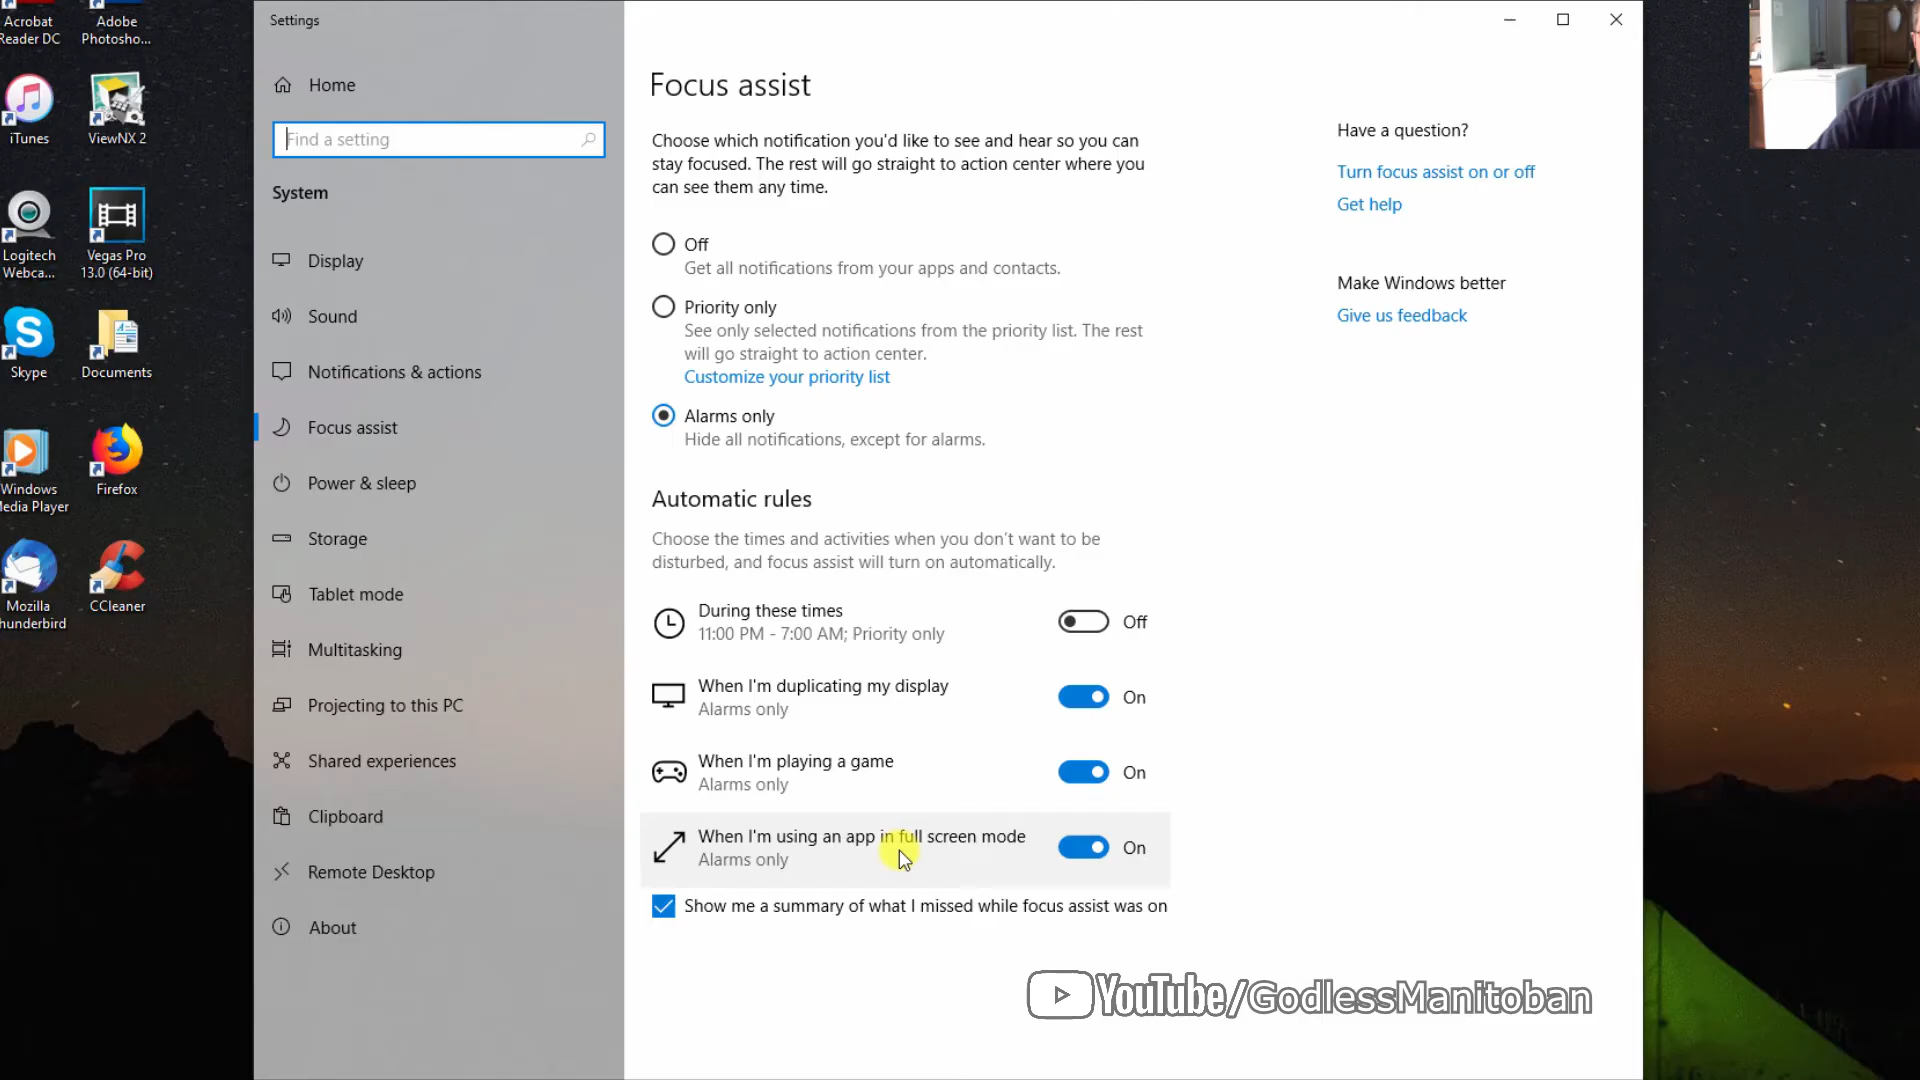 Acrobat
Reader DC
Adobe
Photosho...
iTunes
ViewNX 2
Logitech
Webca...
Vegas Pro
13.0 (64-bit)
Skype
Documents
Windows
Media Player
Firefox
Mozilla
hunderbird
CCleaner
Settings
Home
Find a setting
System
Display
Sound
Notifications & actions
Focus assist
Power & sleep
Storage
Tablet mode
Multitasking
Projecting to this PC
Shared experiences
Clipboard
Remote Desktop
About
Focus assist
Choose which notification you'd like to see and hear so you can
stay focused. The rest will go straight to action center where you
can see them any time.
Off
Get all notifications from your apps and contacts.
Priority only
See only selected notifications from the priority list. The rest
will go straight to action center.
Customize your priority list
Alarms only
Hide all notifications, except for alarms.
Automatic rules
Choose the times and activities when you don't want to be
disturbed, and focus assist will turn on automatically.
During these times
11:00 PM - 7:00 AM; Priority only
Off
When I'm duplicating my display
Alarms only
On
When I'm playing a game
Alarms only
On
When I'm using an app in full screen mode
Alarms only
On
Show me a summary of what I missed while focus assist was on
Have a question?
Turn focus assist on or off
Get help
Make Windows better
Give us feedback
YouTube/GodlessManitoban